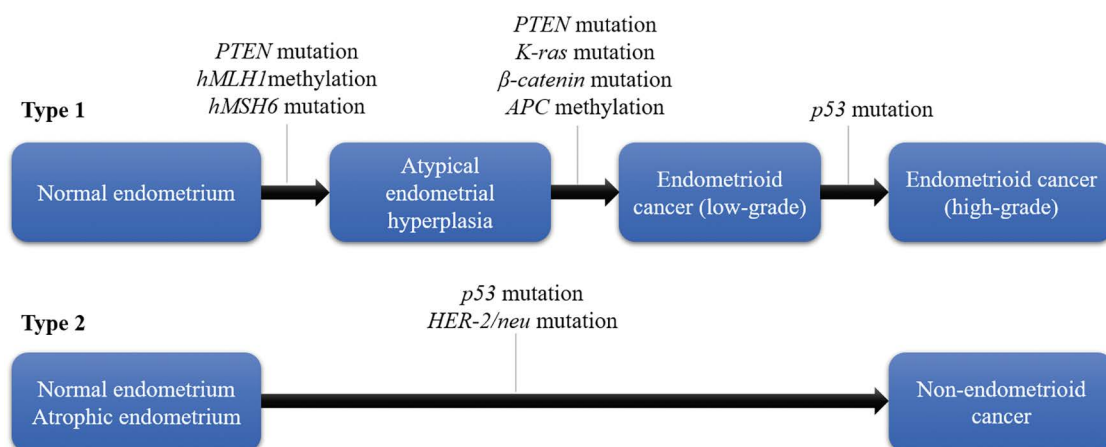 Type 1
PTEN mutation
hMLH1methylation
hMSH6 mutation
PTEN mutation
K-ras mutation
β-catenin mutation
APC methylation
p53 mutation
Normal endometrium
Atypical
endometrial
hyperplasia
Endometrioid
cancer (low-grade)
Endometrioid cancer
(high-grade)
Type 2
p53 mutation
HER-2/neu mutation
Normal endometrium
Atrophic endometrium
Non-endometrioid
cancer